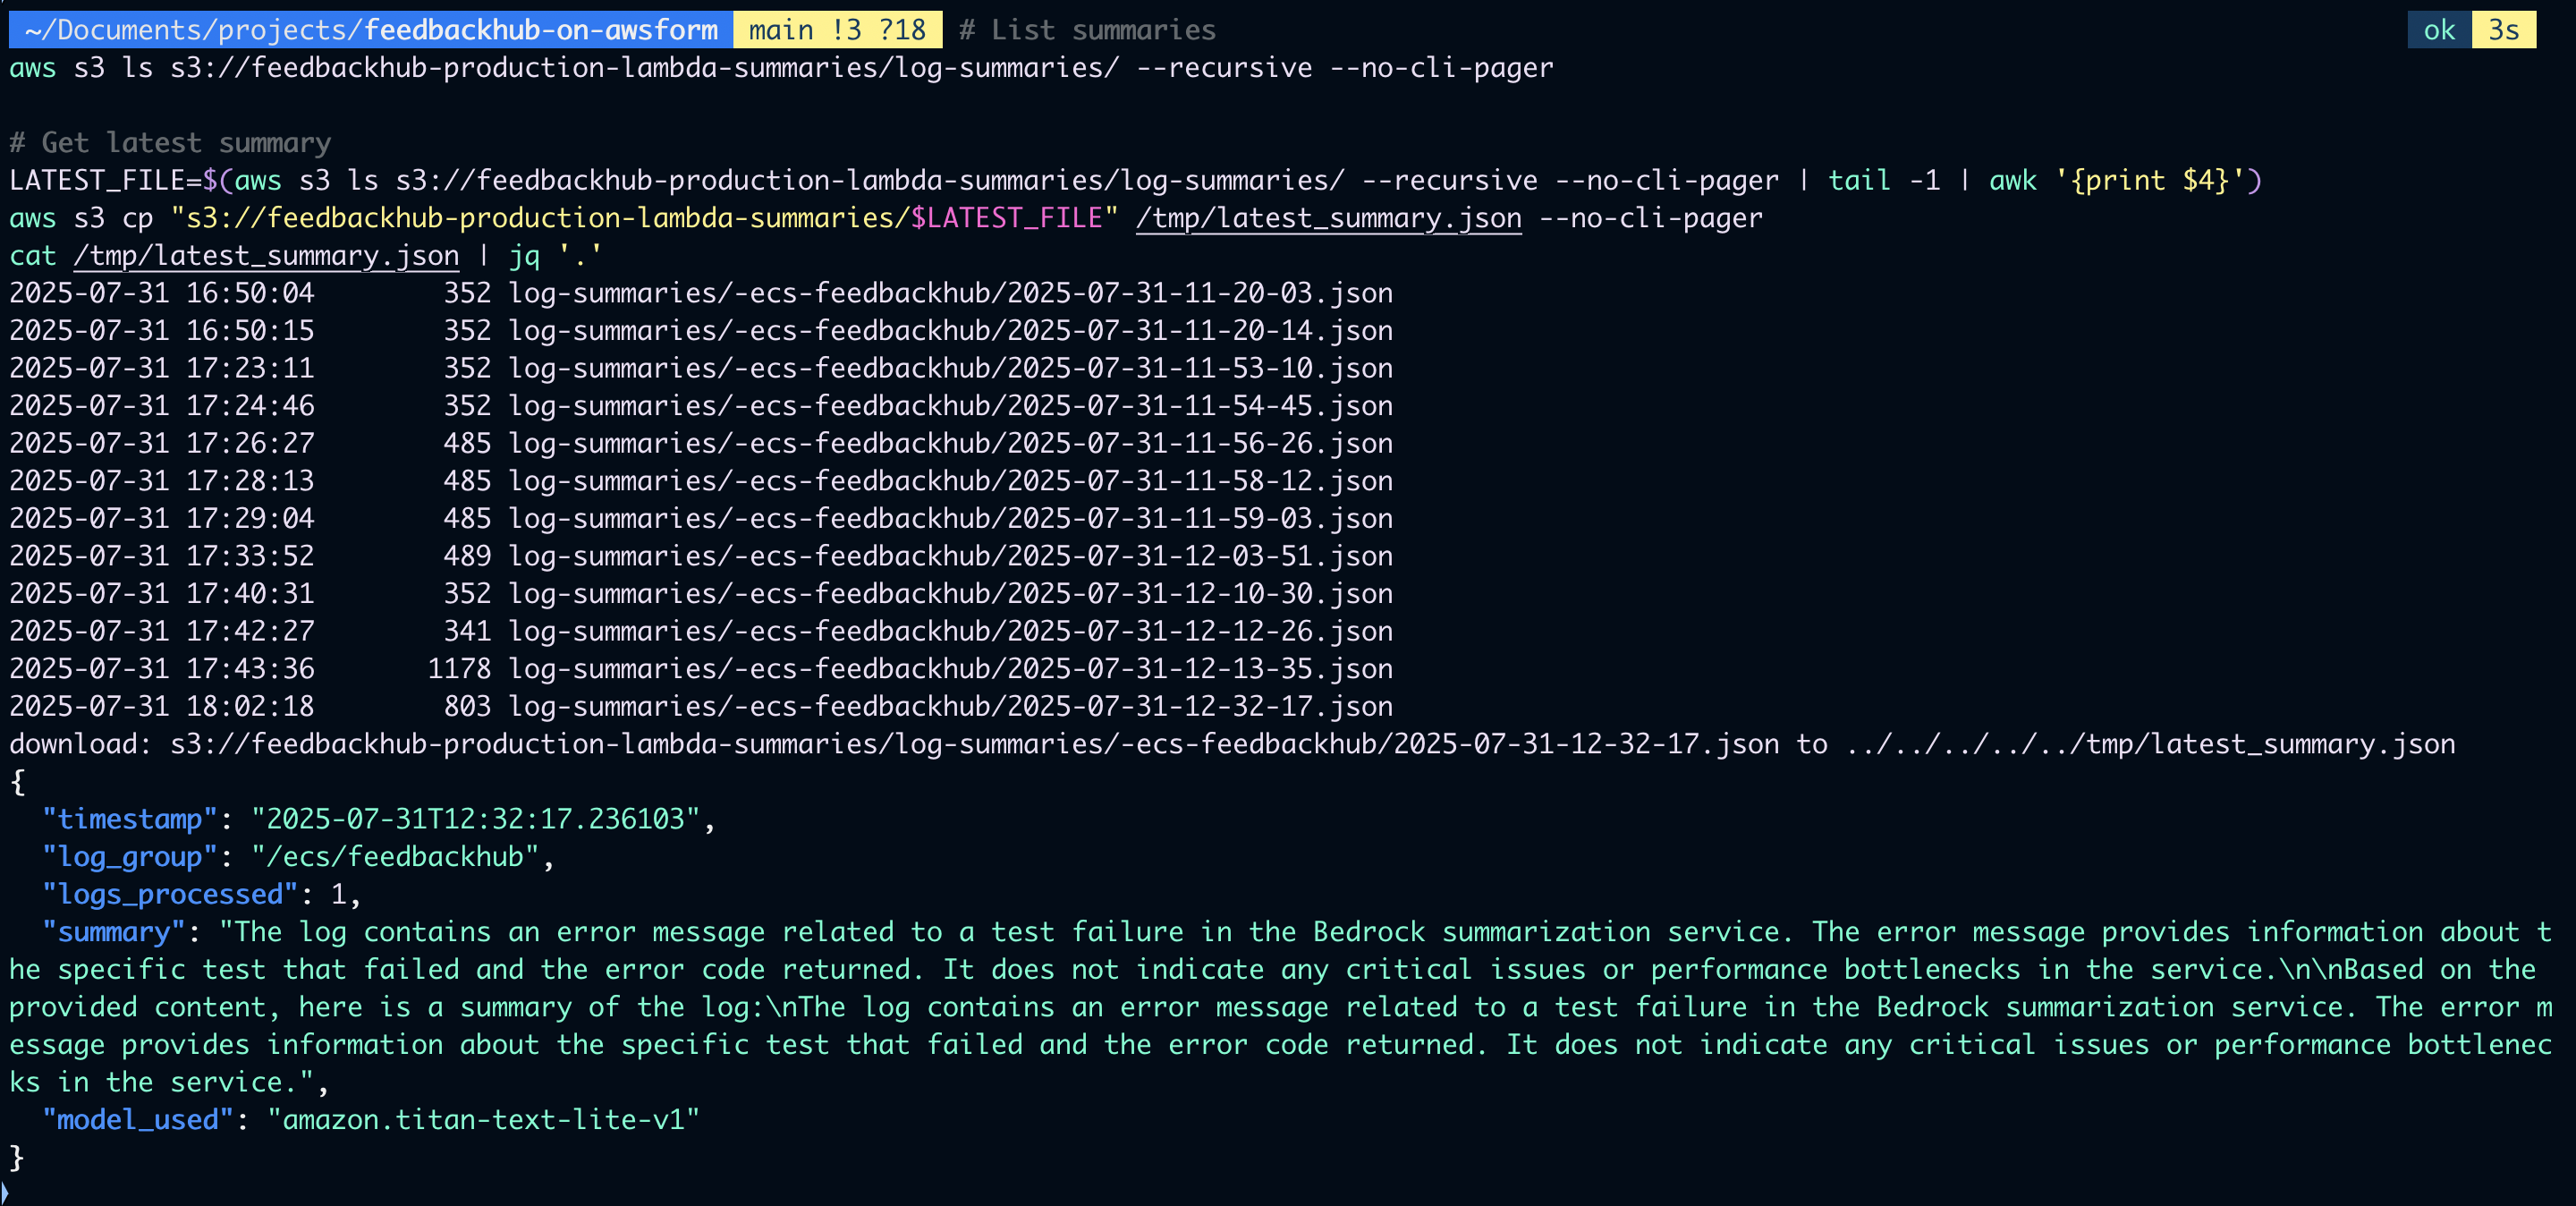 ~/Documents/projects/feedbackhub-on-awsform main !3 ?18 # List summaries ok 3s
aws s3 ls s3://feedbackhub-production-lambda-summaries/log-summaries/ --recursive --no-cli-pager
# Get latest summary
LATEST_FILE=$(aws s3 ls s3://feedbackhub-production-lambda-summaries/log-summaries/ --recursive --no-cli-pager | tail -1 | awk '{print $4}')
aws s3 cp "s3://feedbackhub-production-lambda-summaries/$LATEST_FILE" /tmp/latest_summary.json --no-cli-pager
cat /tmp/latest_summary.json | jq '.'
2025-07-31 16:50:04        352 log-summaries/-ecs-feedbackhub/2025-07-31-11-20-03.json
2025-07-31 16:50:15        352 log-summaries/-ecs-feedbackhub/2025-07-31-11-20-14.json
2025-07-31 17:23:11        352 log-summaries/-ecs-feedbackhub/2025-07-31-11-53-10.json
2025-07-31 17:24:46        352 log-summaries/-ecs-feedbackhub/2025-07-31-11-54-45.json
2025-07-31 17:26:27        485 log-summaries/-ecs-feedbackhub/2025-07-31-11-56-26.json
2025-07-31 17:28:13        485 log-summaries/-ecs-feedbackhub/2025-07-31-11-58-12.json
2025-07-31 17:29:04        485 log-summaries/-ecs-feedbackhub/2025-07-31-11-59-03.json
2025-07-31 17:33:52        489 log-summaries/-ecs-feedbackhub/2025-07-31-12-03-51.json
2025-07-31 17:40:31        352 log-summaries/-ecs-feedbackhub/2025-07-31-12-10-30.json
2025-07-31 17:42:27        341 log-summaries/-ecs-feedbackhub/2025-07-31-12-12-26.json
2025-07-31 17:43:36       1178 log-summaries/-ecs-feedbackhub/2025-07-31-12-13-35.json
2025-07-31 18:02:18        803 log-summaries/-ecs-feedbackhub/2025-07-31-12-32-17.json
download: s3://feedbackhub-production-lambda-summaries/log-summaries/-ecs-feedbackhub/2025-07-31-12-32-17.json to ../../../../../tmp/latest_summary.json
{
  "timestamp": "2025-07-31T12:32:17.236103",
  "log_group": "/ecs/feedbackhub",
  "logs_processed": 1,
  "summary": "The log contains an error message related to a test failure in the Bedrock summarization service. The error message provides information about t
he specific test that failed and the error code returned. It does not indicate any critical issues or performance bottlenecks in the service.\n\nBased on the
provided content, here is a summary of the log:\nThe log contains an error message related to a test failure in the Bedrock summarization service. The error m
essage provides information about the specific test that failed and the error code returned. It does not indicate any critical issues or performance bottlenec
ks in the service.",
  "model_used": "amazon.titan-text-lite-v1"
}